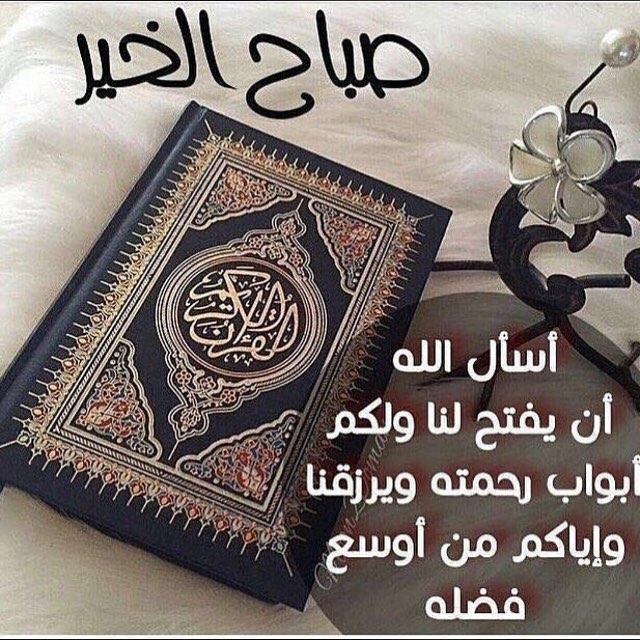 صباح الخير
القرآن الكريم
أسأل الله
أن يفتح لنا ولكم
أبواب رحمته ويرزقنا
وإياكم من أوسع
فضله